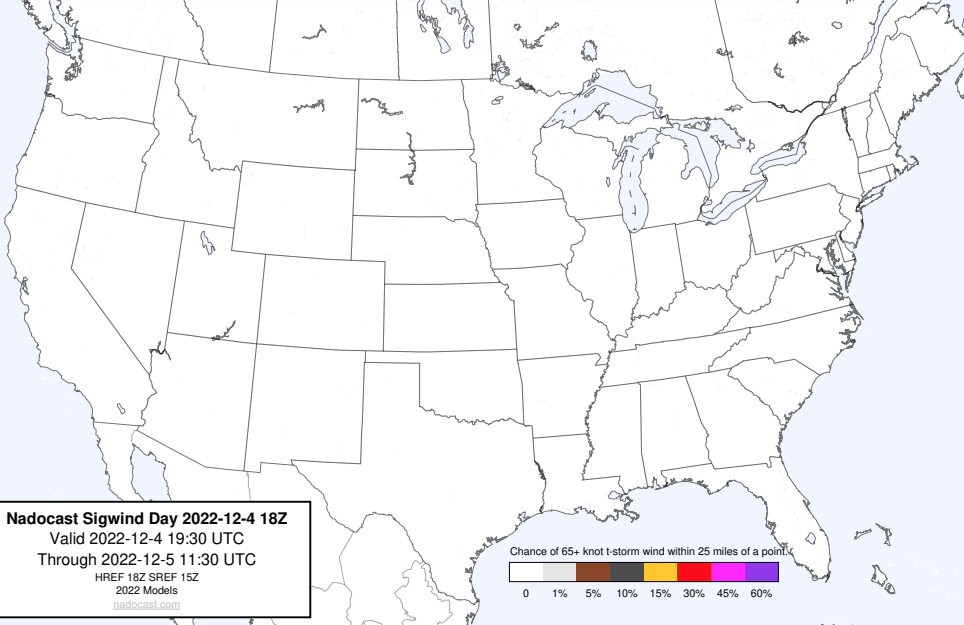 Nadocast Sigwind Day 2022-12-4 18Z
Valid 2022-12-4 19:30 UTC
Through 2022-12-5 11:30 UTC
HREF 18Z SREF 15Z
2022 Models
nadocast.com
Chance of 65+ knot t-storm wind within 25 miles of a point.
0 1% 5% 10% 15% 30% 45% 60%